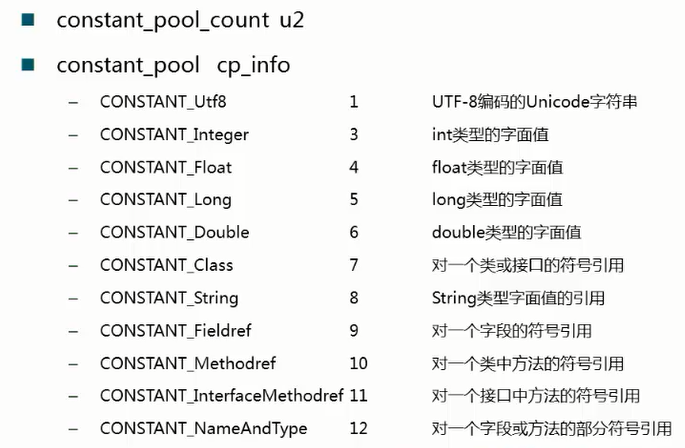 ■ constant_pool_count u2
■ constant_pool cp_info
– CONSTANT_Utf8 1 UTF-8编码的Unicode字符串
– CONSTANT_Integer 3 int类型的字面值
– CONSTANT_Float 4 float类型的字面值
– CONSTANT_Long 5 long类型的字面值
– CONSTANT_Double 6 double类型的字面值
– CONSTANT_Class 7 对一个类或接口的符号引用
– CONSTANT_String 8 String类型字面值的引用
– CONSTANT_Fieldref 9 对一个字段的符号引用
– CONSTANT_Methodref 10 对一个类中方法的符号引用
– CONSTANT_InterfaceMethodref 11 对一个接口中方法的符号引用
– CONSTANT_NameAndType 12 对一个字段或方法的部分符号引用